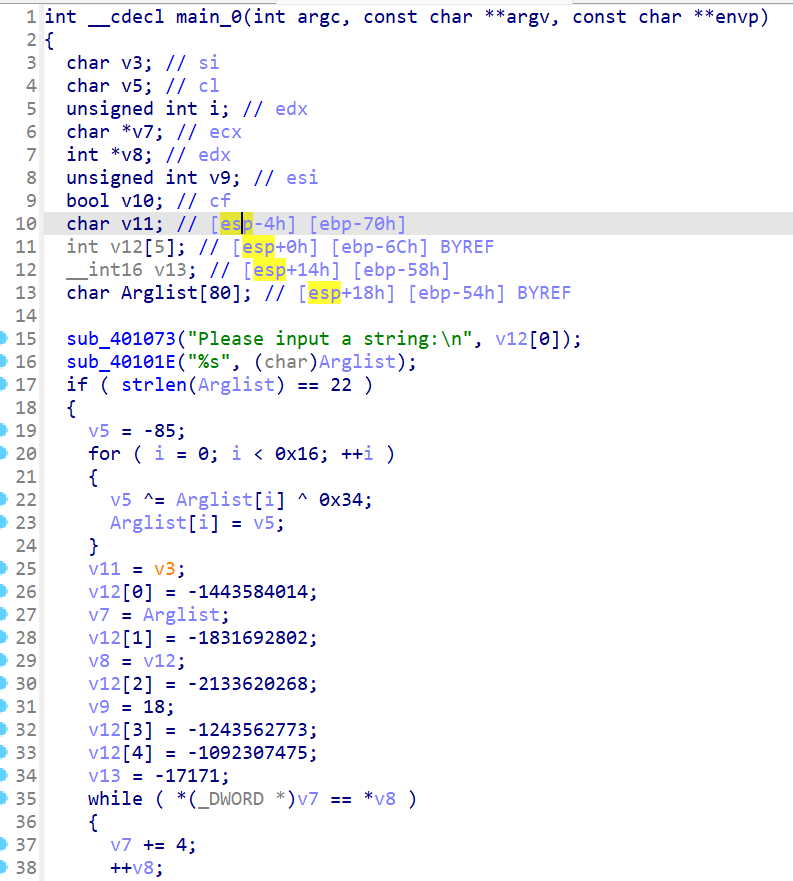 1 int __cdecl main_0(int argc, const char **argv, const char **envp)
2 {
3   char v3; // si
4   char v5; // cl
5   unsigned int i; // edx
6   char *v7; // ecx
7   int *v8; // edx
8   unsigned int v9; // esi
9   bool v10; // cf
10   char v11; // [esp-4h] [ebp-70h]
11   int v12[5]; // [esp+0h] [ebp-6Ch] BYREF
12   __int16 v13; // [esp+14h] [ebp-58h]
13   char Arglist[80]; // [esp+18h] [ebp-54h] BYREF
14
15   sub_401073("Please input a string:\n", v12[0]);
16   sub_40101E("%s", (char)Arglist);
17   if ( strlen(Arglist) == 22 )
18   {
19     v5 = -85;
20     for ( i = 0; i < 0x16; ++i )
21     {
22       v5 ^= Arglist[i] ^ 0x34;
23       Arglist[i] = v5;
24     }
25     v11 = v3;
26     v12[0] = -1443584014;
27     v7 = Arglist;
28     v12[1] = -1831692802;
29     v8 = v12;
30     v12[2] = -2133620268;
31     v9 = 18;
32     v12[3] = -1243562773;
33     v12[4] = -1092307475;
34     v13 = -17171;
35     while ( *(_DWORD *)v7 == *v8 )
36     {
37       v7 += 4;
38       ++v8;